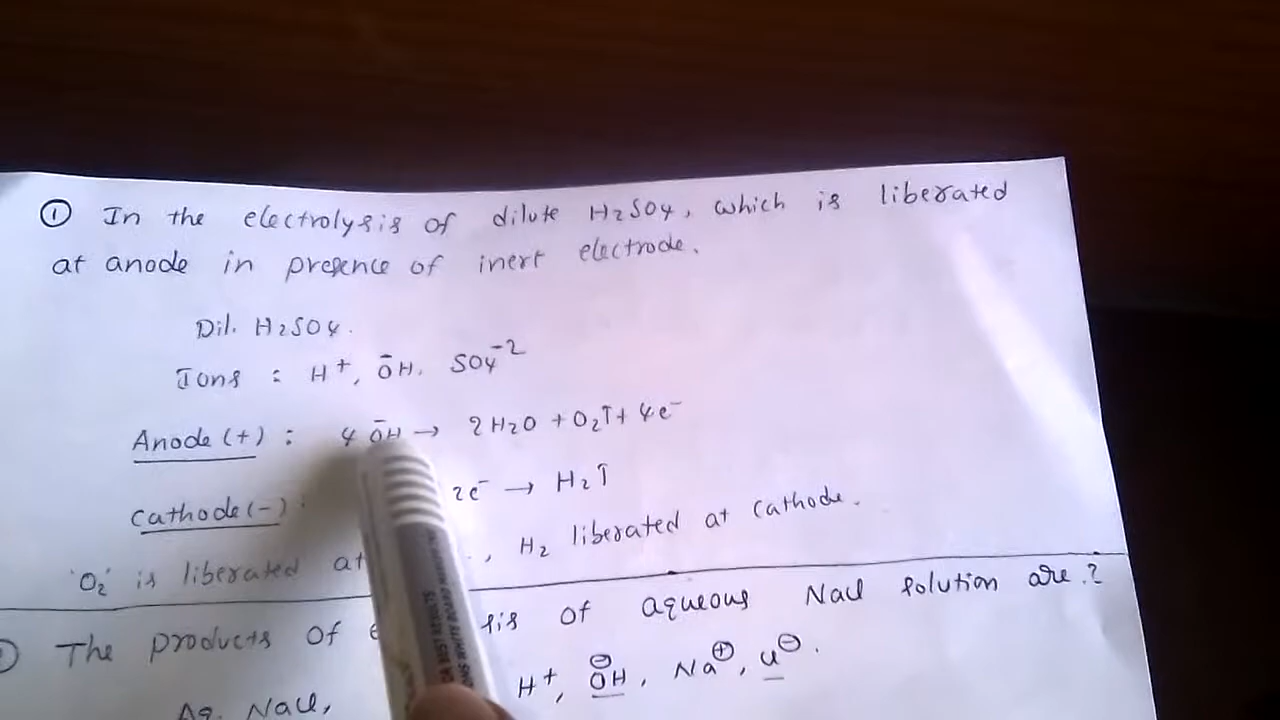 ① In the electrolysis of dilute H₂SO₄, which is liberated
at anode in presence of inert electrode.
Dil. H₂SO₄.
Ions : H⁺, ŌH, SO₄⁻²
Anode (+) : 4 ŌH → 2H₂O + O₂↑ + 4e⁻
Cathode (-) : 2e⁻ → H₂↑
'O₂' is liberated at , H₂ liberated at cathode.
The products of sis of aqueous NaCl solution are.?
Aq. NaCl, H⁺, OH⊖, Na⊕, Cl⊖.